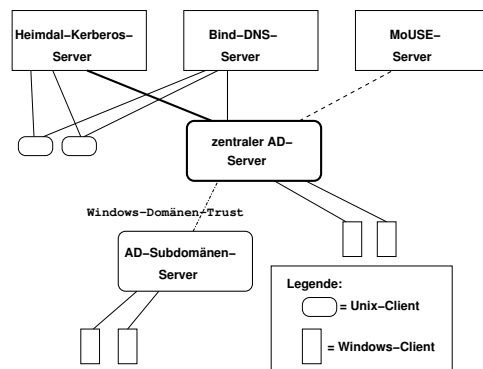 Heimdal-Kerberos-
Server
Bind-DNS-
Server
MoUSE-
Server
zentraler AD-
Server
Windows-Domänen-Trust
AD-Subdomänen-
Server
Legende:
= Unix-Client
= Windows-Client